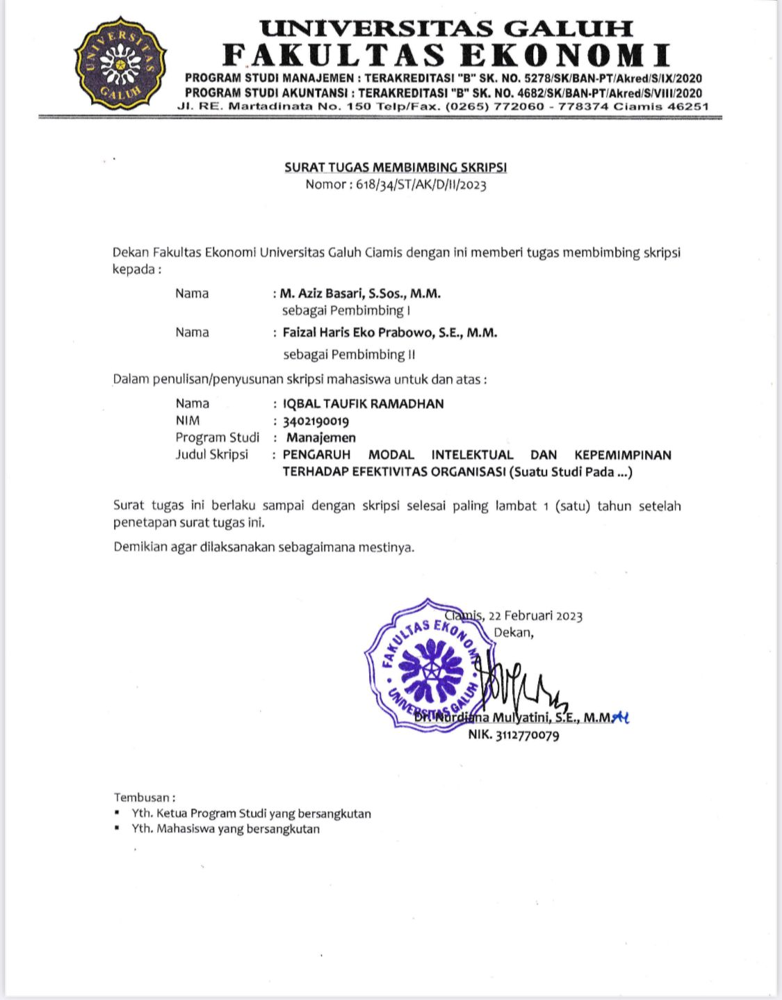 UNIVERSITAS GALUH
UNIVERSITAS GALUH
FAKULTAS EKONOMI
PROGRAM STUDI MANAJEMEN : TERAKREDITASI "B" SK. NO. 5278/SK/BAN-PT/Akred/S/IX/2020
PROGRAM STUDI AKUNTANSI : TERAKREDITASI "B" SK. NO. 4682/SK/BAN-PT/Akred/S/VIII/2020
Jl. RE. Martadinata No. 150 Telp/Fax. (0265) 772060 - 778374 Ciamis 46251
SURAT TUGAS MEMBIMBING SKRIPSI
Nomor : 618/34/ST/AK/D/II/2023
Dekan Fakultas Ekonomi Universitas Galuh Ciamis dengan ini memberi tugas membimbing skripsi
kepada :
Nama : M. Aziz Basari, S.Sos., M.M.
sebagai Pembimbing I
Nama : Faizal Haris Eko Prabowo, S.E., M.M.
sebagai Pembimbing II
Dalam penulisan/penyusunan skripsi mahasiswa untuk dan atas :
Nama : IQBAL TAUFIK RAMADHAN
NIM : 3402190019
Program Studi : Manajemen
Judul Skripsi : PENGARUH MODAL INTELEKTUAL DAN KEPEMIMPINAN
TERHADAP EFEKTIVITAS ORGANISASI (Suatu Studi Pada ...)
Surat tugas ini berlaku sampai dengan skripsi selesai paling lambat 1 (satu) tahun setelah
penetapan surat tugas ini.
Demikian agar dilaksanakan sebagaimana mestinya.
Ciamis, 22 Februari 2023
Dekan,
FAKULTAS EKONOMI
UNIVERSITAS GALUH
Dr. Nurdiana Mulyatini, S.E., M.M.
NIK. 3112770079
Tembusan :
▪ Yth. Ketua Program Studi yang bersangkutan
▪ Yth. Mahasiswa yang bersangkutan